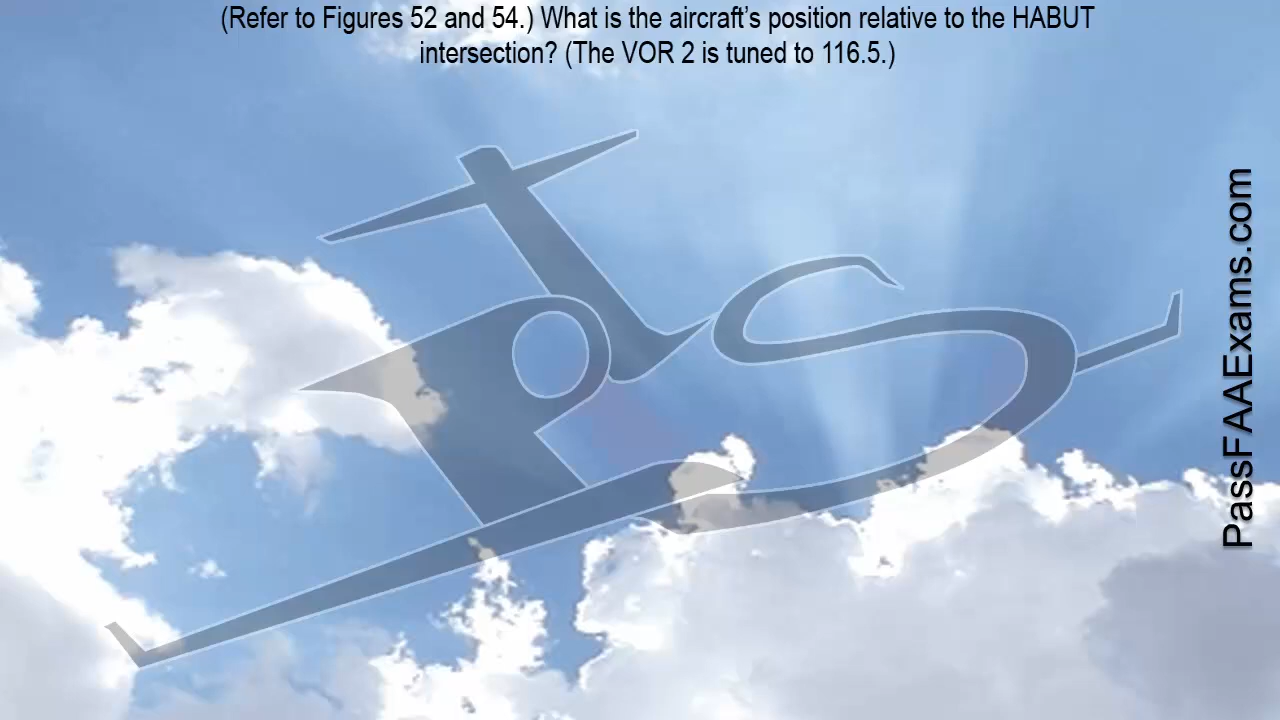 (Refer to Figures 52 and 54.) What is the aircraft’s position relative to the HABUT
intersection? (The VOR 2 is tuned to 116.5.)
PassFAAExams.com